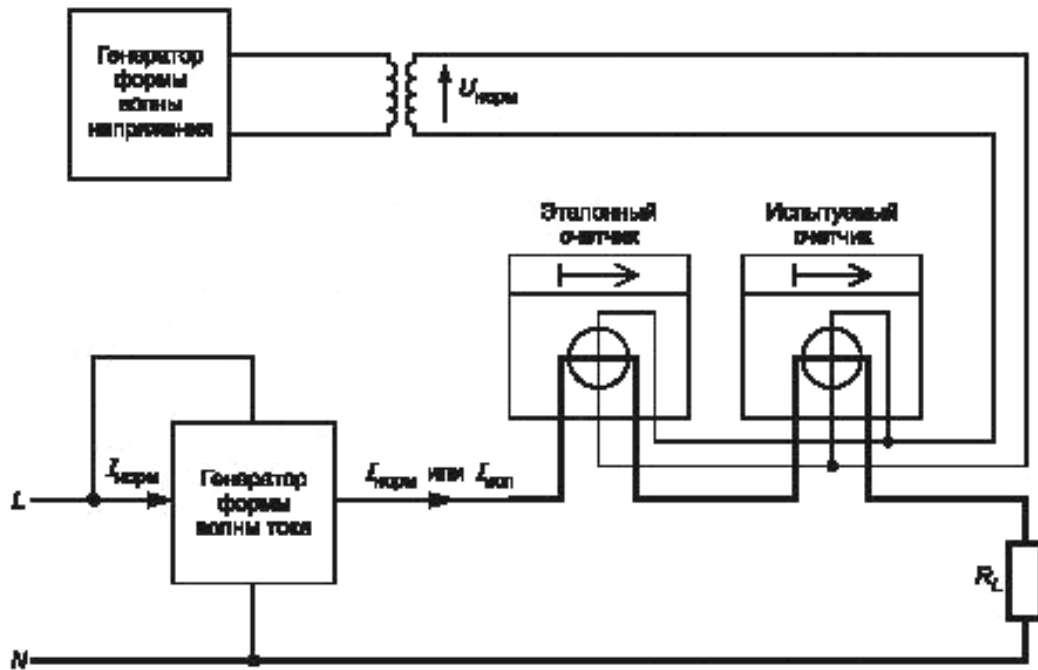 Генератор
формы
волны
напряжения
Uнорм
Эталонный
счетчик
Испытуемый
счетчик
L
Iнорм
Генератор
формы
волны тока
Iнорм или Iисп
RL
N